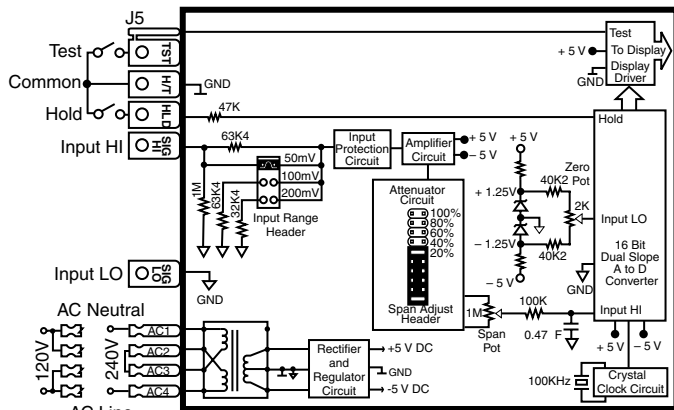 J5
Test
TST
Common
H/T
GND
Hold
HLD
47K
Input HI
SIG HI
63K4
1M
63K4
32K4
50mV
100mV
200mV
Input Range
Header
Input
Protection
Circuit
Amplifier
Circuit
+ 5 V
– 5 V
Attenuator
Circuit
100%
80%
60%
40%
20%
Span Adjust
Header
1M
Span
Pot
100K
0.47 F
+ 5 V
+ 1.25V
– 1.25V
– 5 V
40K2
40K2
Zero
Pot
2K
Test
+ 5 V
To Display
Display
Driver
GND
Hold
Input LO
16 Bit
Dual Slope
A to D
Converter
GND
Input HI
+ 5 V
– 5 V
100KHz
Crystal
Clock Circuit
Input LO
SIG LO
GND
AC Neutral
120V
240V
AC1
AC2
AC3
AC4
AC Line
Rectifier
and
Regulator
Circuit
+5 V DC
GND
-5 V DC